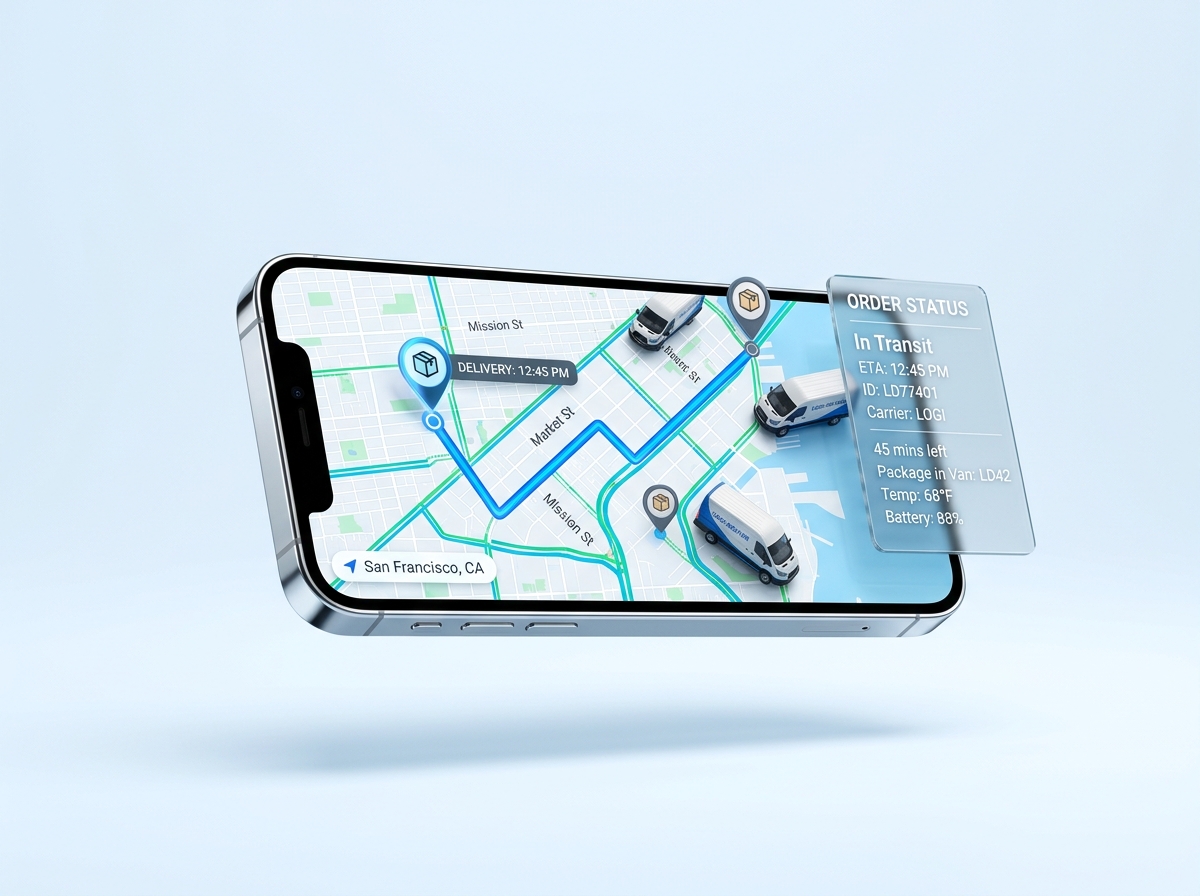 Mission St
DELIVERY: 12:45 PM
Market St
Mission St
San Francisco, CA
ORDER STATUS
In Transit
ETA: 12:45 PM
ID: LD77401
Carrier: LOGI
45 mins left
Package in Van: LD42
Temp: 68°F
Battery: 88%